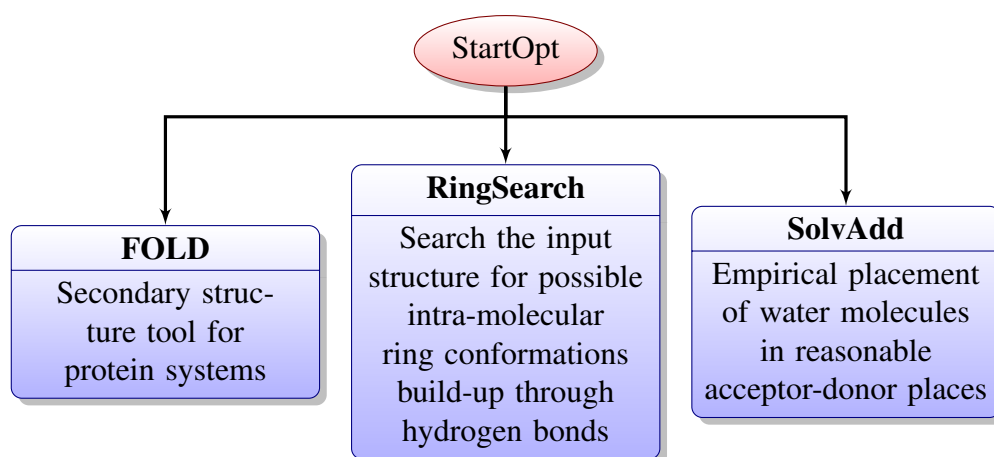 StartOpt
FOLD
Secondary struc-
ture tool for
protein systems
RingSearch
Search the input
structure for possible
intra-molecular
ring conformations
build-up through
hydrogen bonds
SolvAdd
Empirical placement
of water molecules
in reasonable
acceptor-donor places